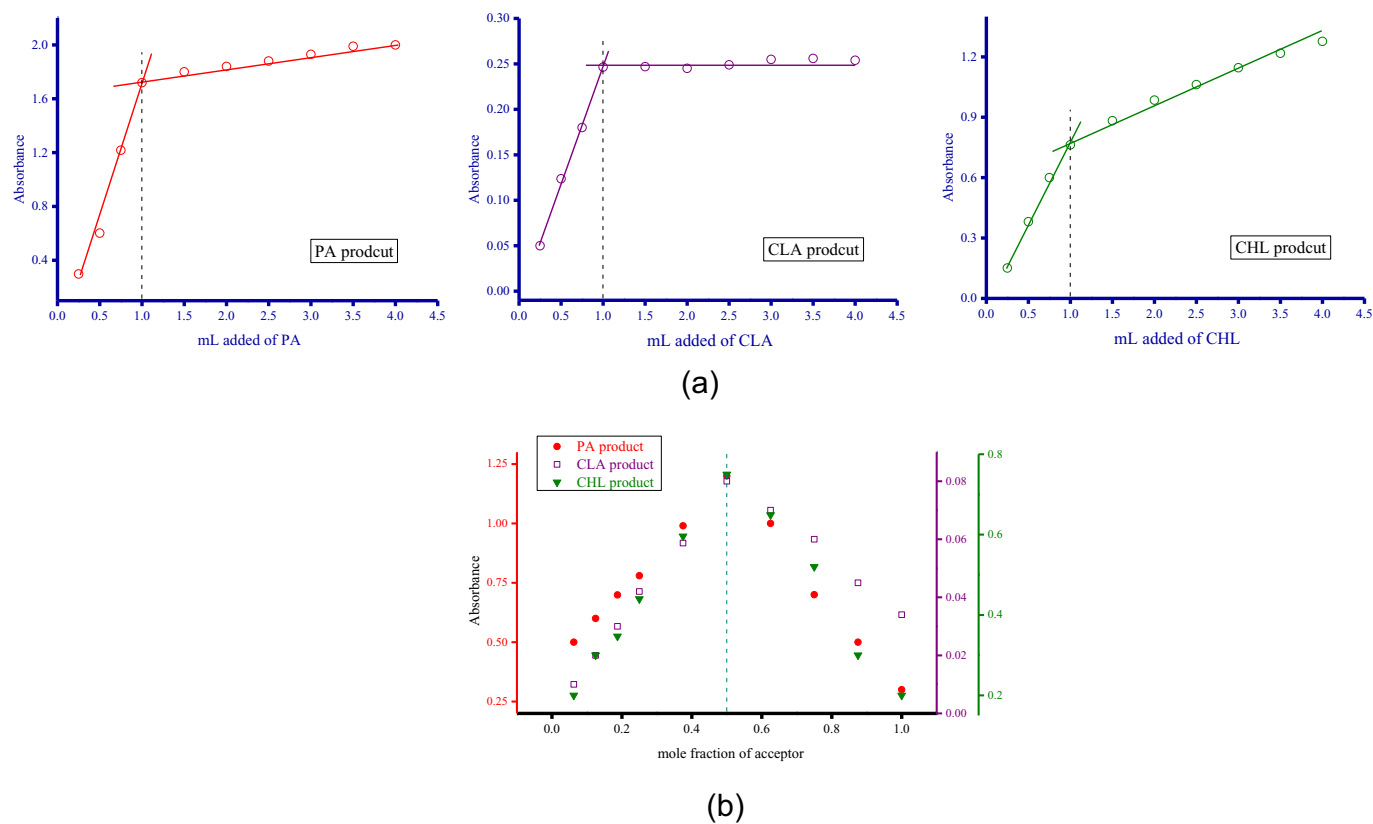 2.0
1.6
1.2
0.8
0.4
Absorbance
PA prodcut
0.0 0.5 1.0 1.5 2.0 2.5 3.0 3.5 4.0 4.5
mL added of PA
0.30
0.25
0.20
0.15
0.10
0.05
0.00
Absorbance
CLA prodcut
0.0 0.5 1.0 1.5 2.0 2.5 3.0 3.5 4.0 4.5
mL added of CLA
1.2
0.9
0.6
0.3
0.0
Absorbance
CHL prodcut
0.0 0.5 1.0 1.5 2.0 2.5 3.0 3.5 4.0 4.5
mL added of CHL
(a)
PA product
CLA product
CHL product
1.25
1.00
0.75
0.50
0.25
Absorbance
0.08
0.06
0.04
0.02
0.00
0.8
0.6
0.4
0.2
0.0 0.2 0.4 0.6 0.8 1.0
mole fraction of acceptor
(b)